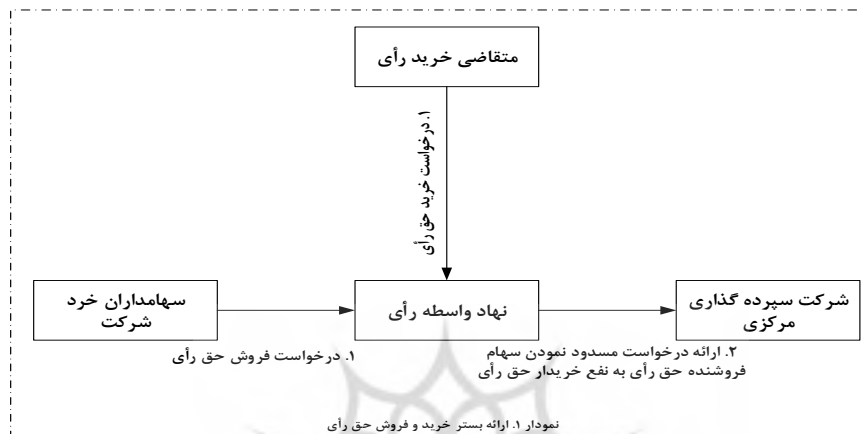 متقاضی خرید رأی
۱. درخواست خرید حق رأی
سهامداران خرد
شرکت
نهاد واسطه رأی
شرکت سپرده گذاری
مرکزی
۱. درخواست فروش حق رأی
۲. ارائه درخواست مسدود نمودن سهام
فروشنده حق رأی به نفع خریدار حق رأی
نمودار ۱. ارائه بستر خرید و فروش حق رأی